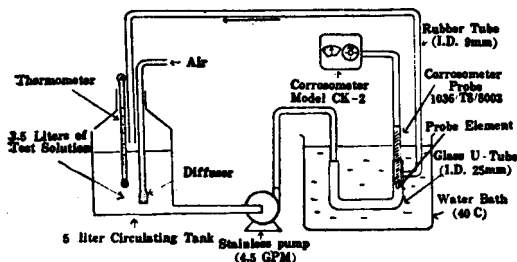 Rubber Tube
(I.D. 9mm)
Air
Thermometer
Corrosometer
Model CK-2
Corrosometer
Probe
1036/T8/8003
3.5 Liters of
Test Solution
Probe Element
Glass U-Tube
(I.D. 25mm)
Diffuser
Water Bath
(40 C)
5 liter Circulating Tank
Stainless pump
(4.5 GPM)